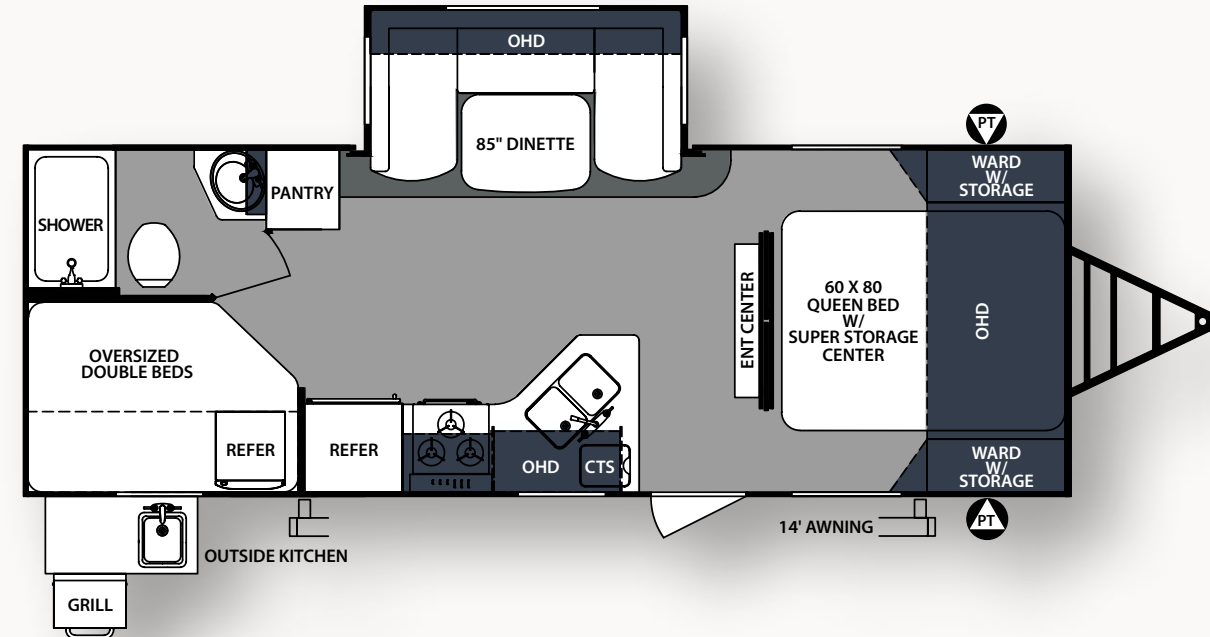 OHD
85" DINETTE
PT
WARD
W/
STORAGE
PANTRY
SHOWER
60 X 80
QUEEN BED
W/
SUPER STORAGE
CENTER
ENT CENTER
OHD
OVERSIZED
DOUBLE BEDS
REFER
REFER
OHD
CTS
WARD
W/
STORAGE
PT
14' AWNING
OUTSIDE KITCHEN
GRILL